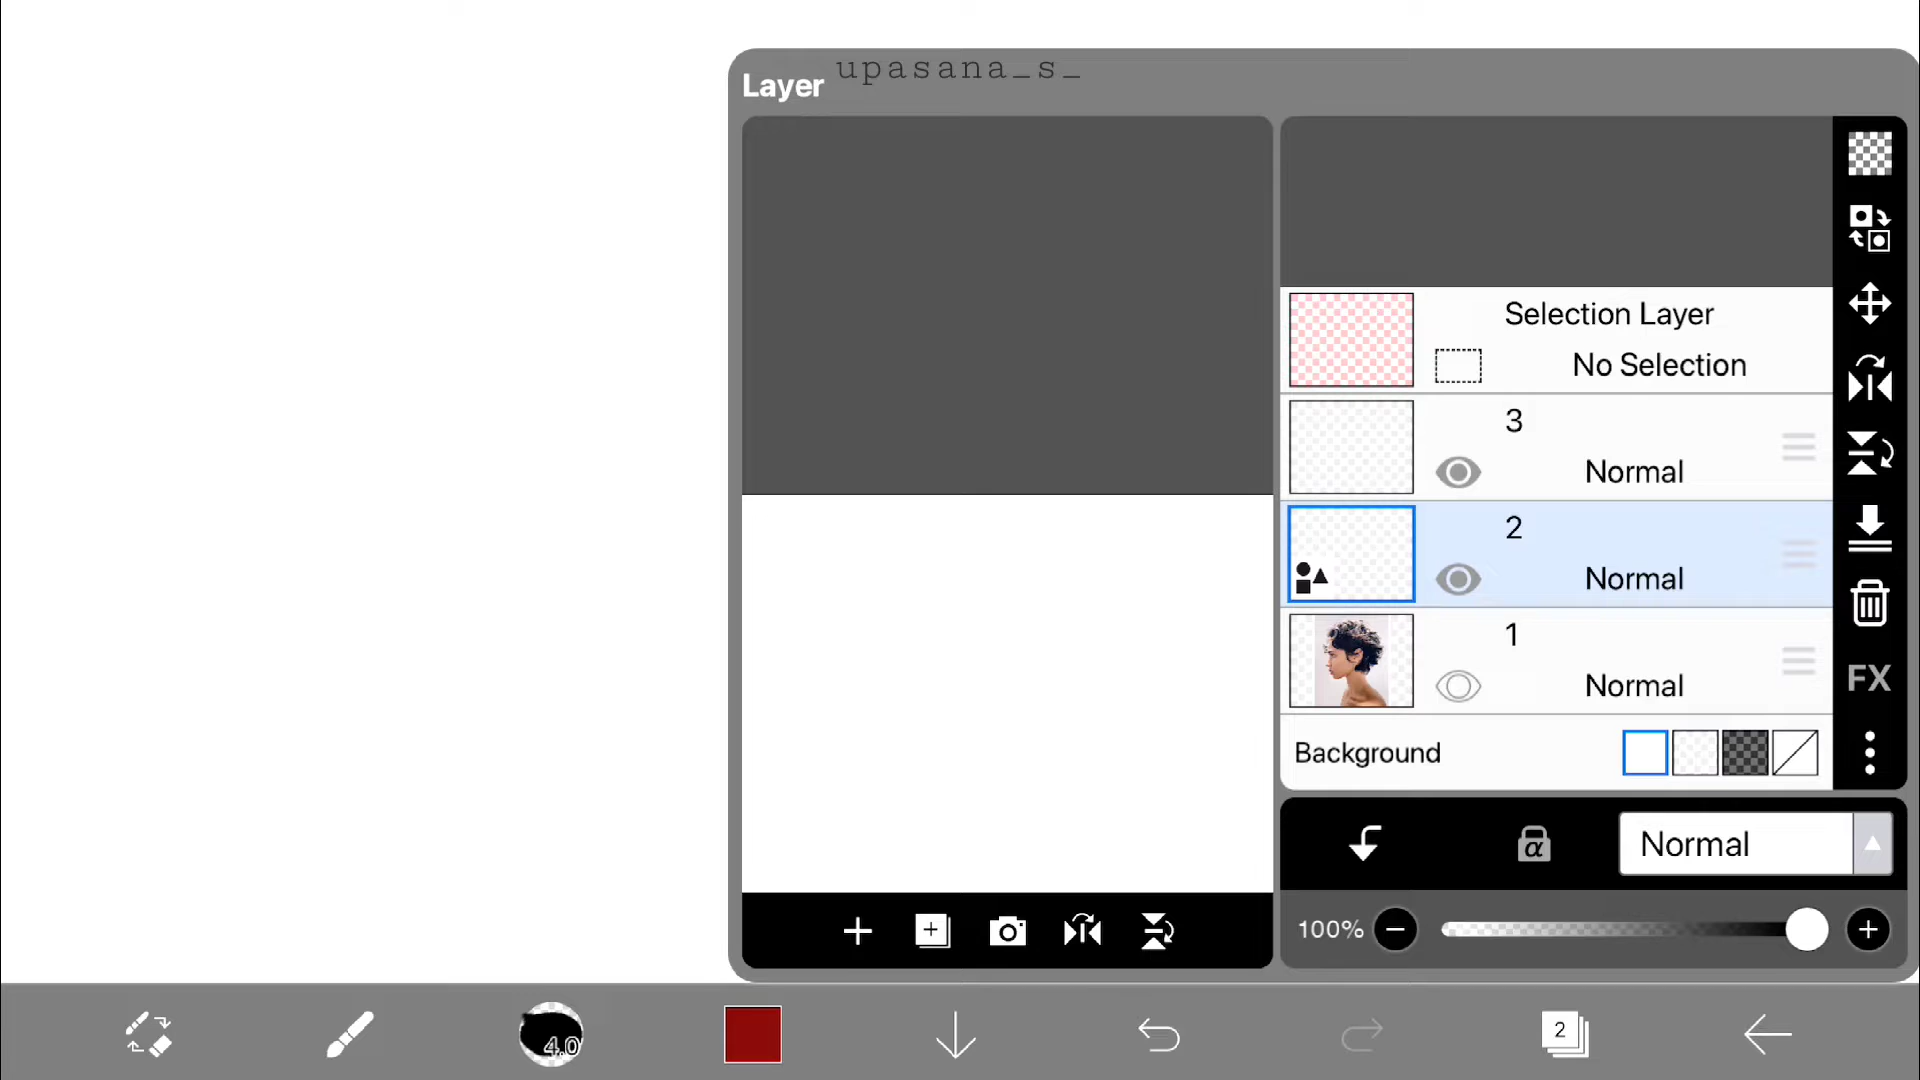 upasana_s_
Layer
Selection Layer
No Selection
3
Normal
2
Normal
1
Normal
FX
Background
α
Normal
100%
4.0
2